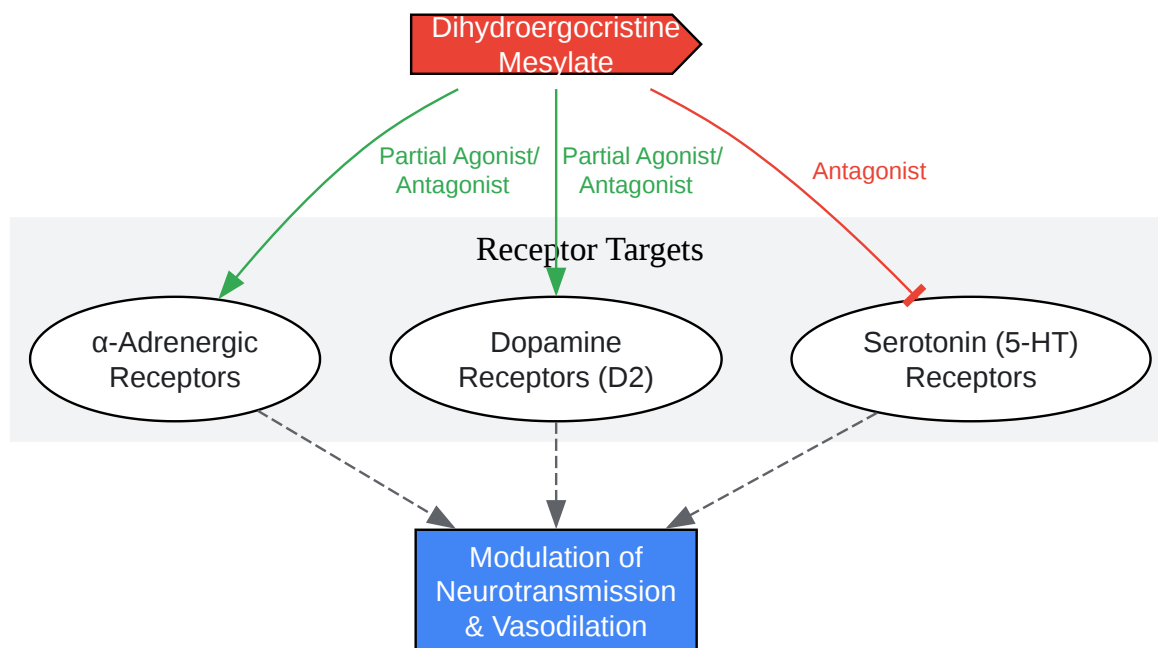 Dihydroergocristine
Mesylate
Partial Agonist/
Antagonist
Partial Agonist/
Antagonist
Antagonist
Receptor Targets
α-Adrenergic
Receptors
Dopamine
Receptors (D2)
Serotonin (5-HT)
Receptors
Modulation of
Neurotransmission
& Vasodilation